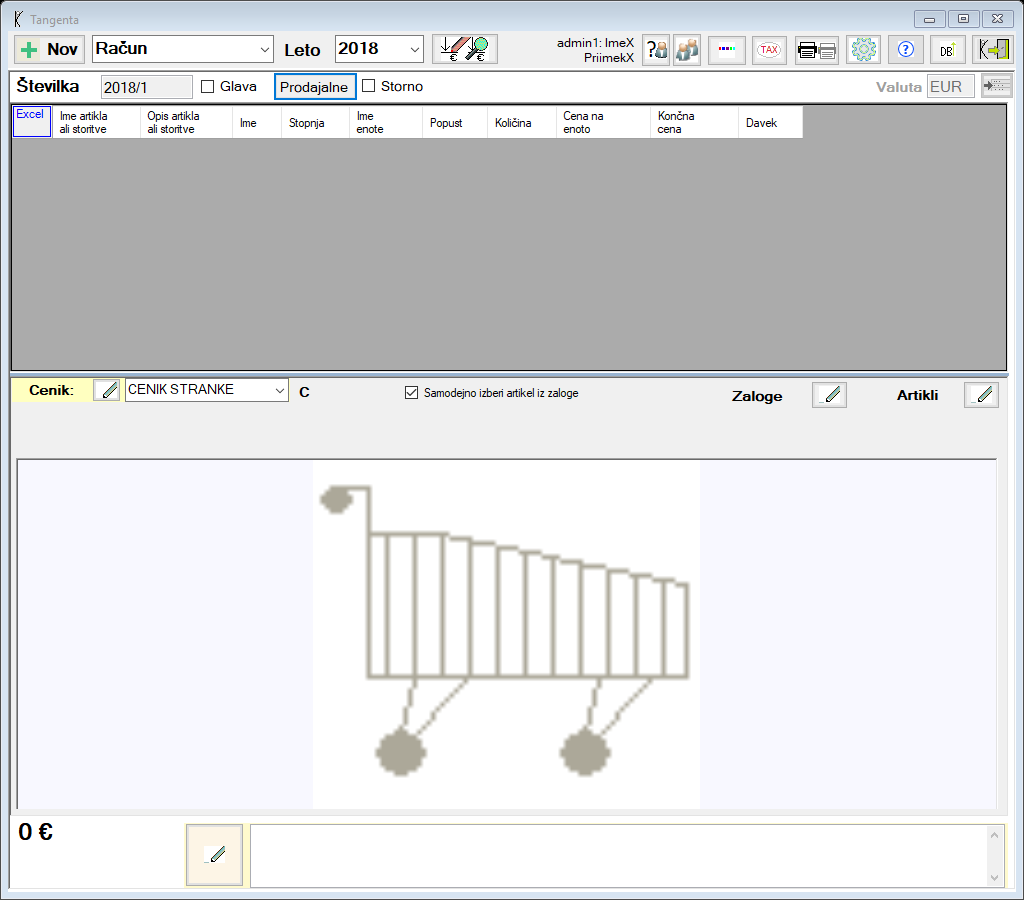 Tangenta
Nov Račun Leto 2018 admin1: ImeX
PriimekX
€ € ? TAX ? DB
Številka 2018/1 Glava Prodajalne Storno Valuta EUR
Excel
Ime artikla
ali storitve
Opis artikla
ali storitve
Ime
Stopnja
Ime
enote
Popust
Količina
Cena na
enoto
Končna
cena
Davek
Cenik: CENIK STRANKE C Samodejno izberi artikel iz zaloge Zaloge Artikli
0 €